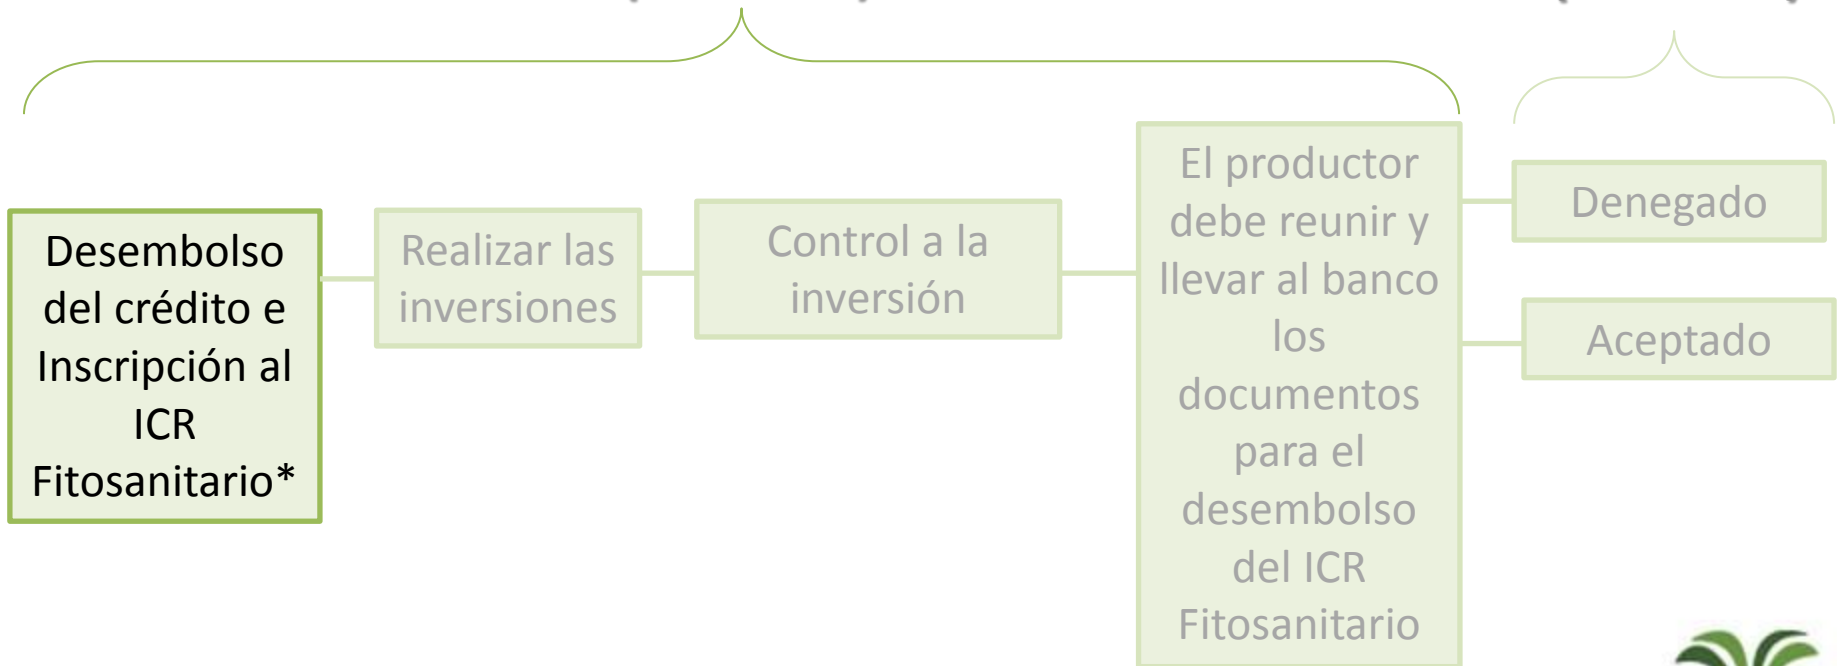 Desembolso
del crédito e
Inscripción al
ICR
Fitosanitario*
Realizar las
inversiones
Control a la
inversión
El productor
debe reunir y
llevar al banco
los
documentos
para el
desembolso
del ICR
Fitosanitario
Denegado
Aceptado